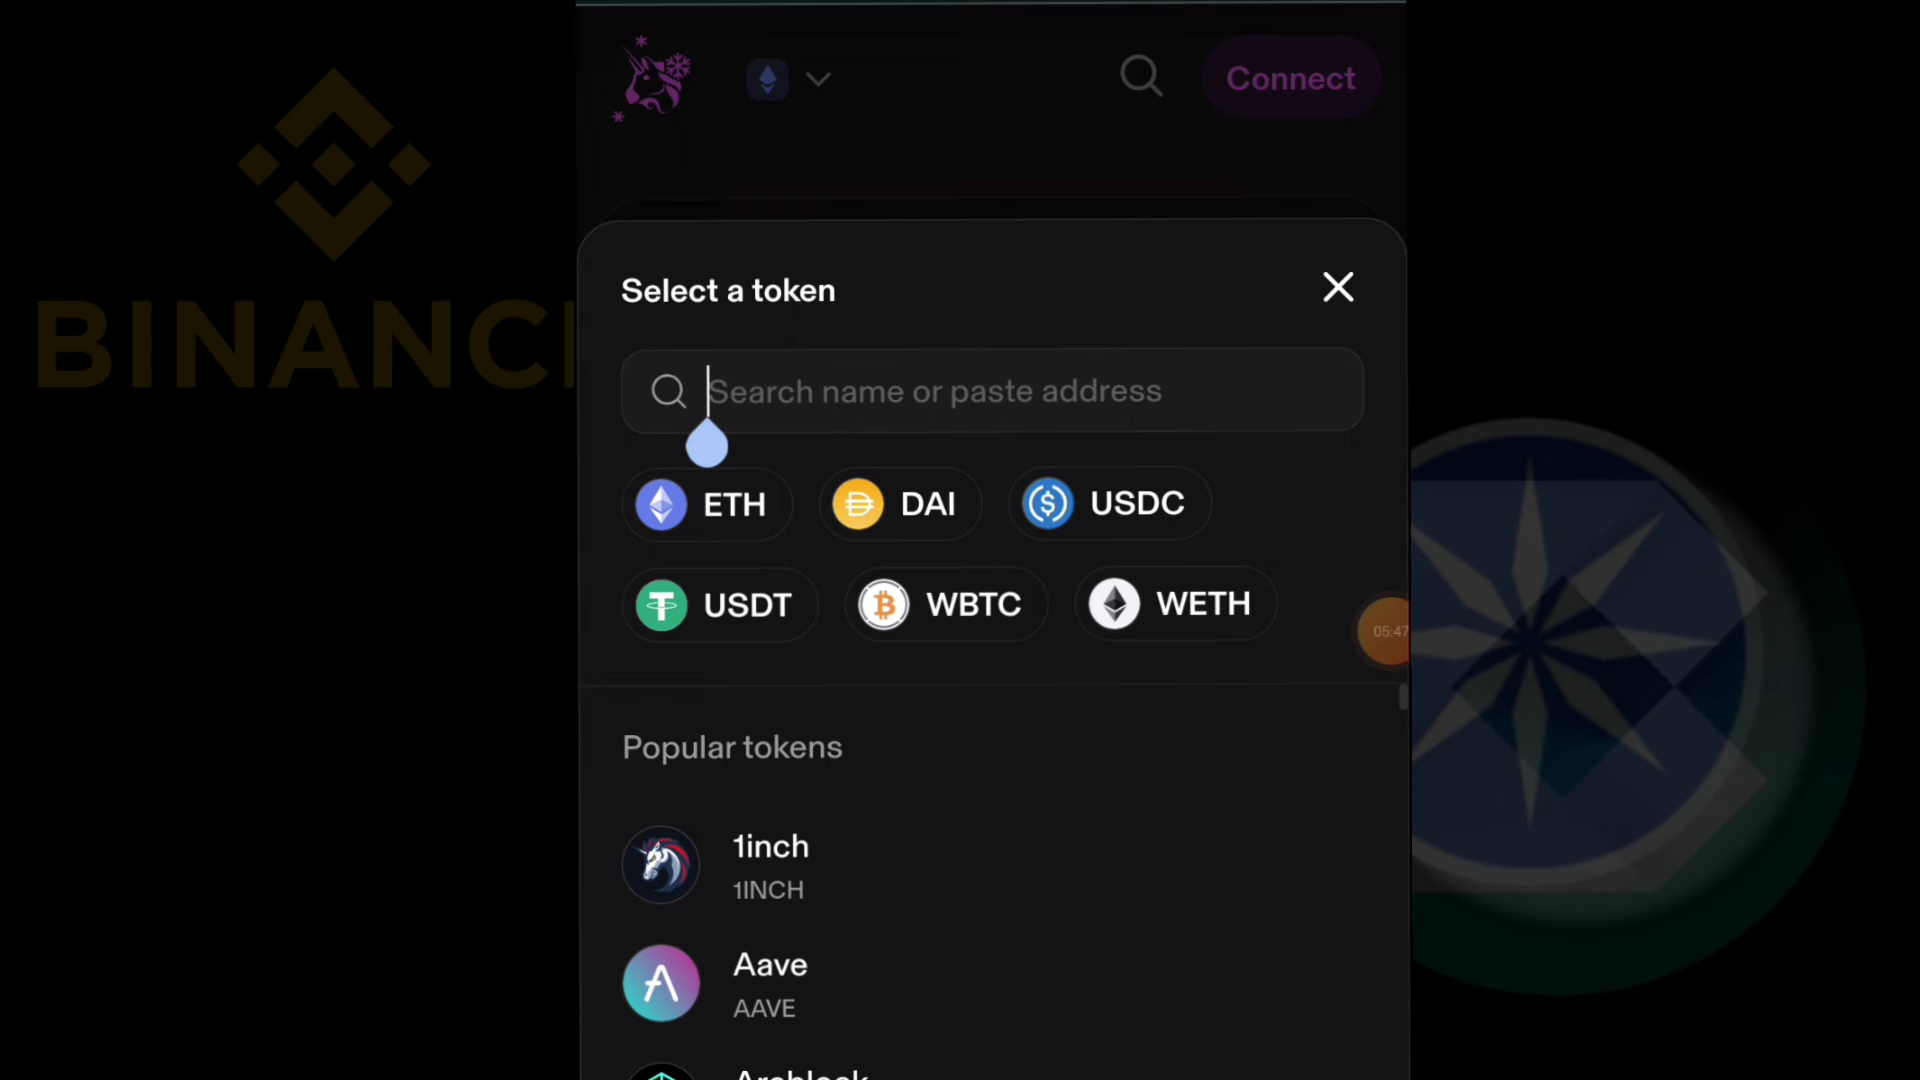 BINANC
Connect
Select a token
Search name or paste address
ETH
DAI
USDC
USDT
WBTC
WETH
05:47
Popular tokens
1inch
1INCH
Aave
AAVE